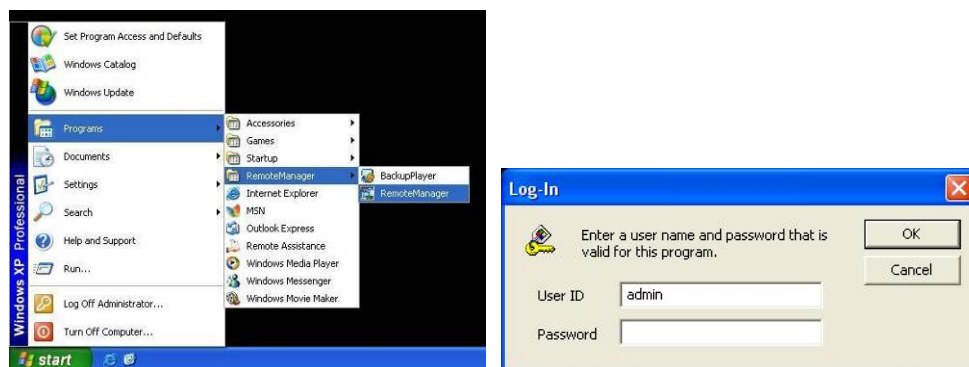 Set Program Access and Defaults
Windows Catalog
Windows Update
Programs
Documents
Settings
Search
Help and Support
Run...
Log Off Administrator...
Turn Off Computer...
Windows XP Professional
start
Accessories
Games
Startup
RemoteManager
Internet Explorer
MSN
Outlook Express
Remote Assistance
Windows Media Player
Windows Messenger
Windows Movie Maker
BackupPlayer
RemoteManager
Log-In
Enter a user name and password that is
valid for this program.
OK
Cancel
User ID
admin
Password